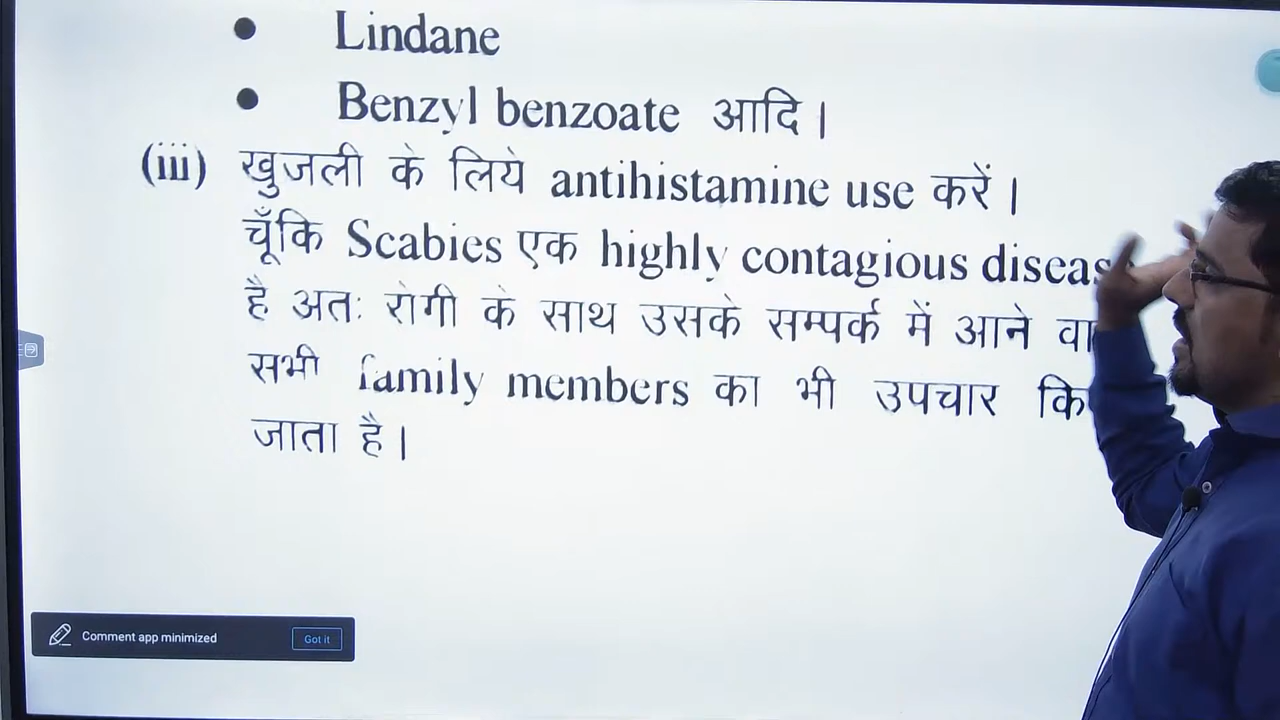 • Lindane
• Benzyl benzoate आदि।
(iii) खुजली के लिये antihistamine use करें।
चूँकि Scabies एक highly contagious diseas
है अतः रोगी के साथ उसके सम्पर्क में आने वा
सभी family members का भी उपचार कि
जाता है।
Comment app minimized Got it